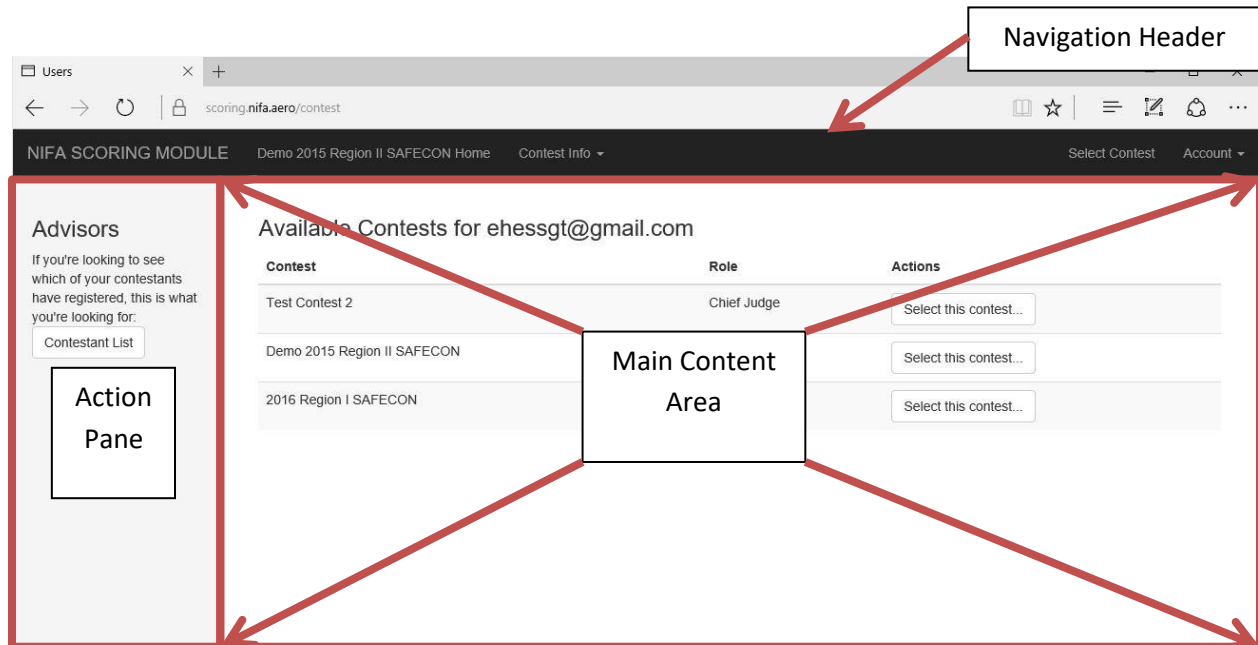 Navigation Header
Users
scoring.nifa.aero/contest
NIFA SCORING MODULE Demo 2015 Region II SAFECON Home Contest Info Select Contest Account
Advisors
If you're looking to see
which of your contestants
have registered, this is what
you're looking for:
Contestant List
Action
Pane
Available Contests for ehessgt@gmail.com
Contest Role Actions
Test Contest 2 Chief Judge Select this contest...
Demo 2015 Region II SAFECON Select this contest...
2016 Region I SAFECON Select this contest...
Main Content
Area